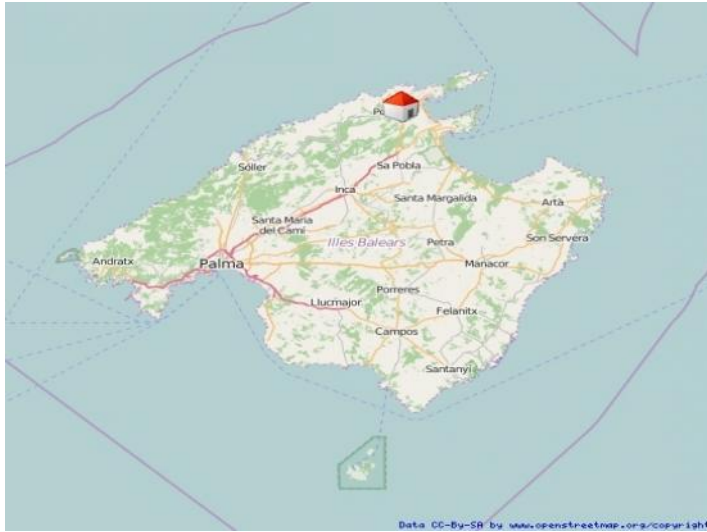 Po
Sóller
Sa Pobla
Inca
Santa Margalida
Artà
Santa Maria
del Camí
Illes Balears
Petra
Son Servera
Andratx
Palma
Manacor
Porreres
Llucmajor
Felanitx
Campos
Santanyí
Data CC-By-SA by www.openstreetmap.org/copyright